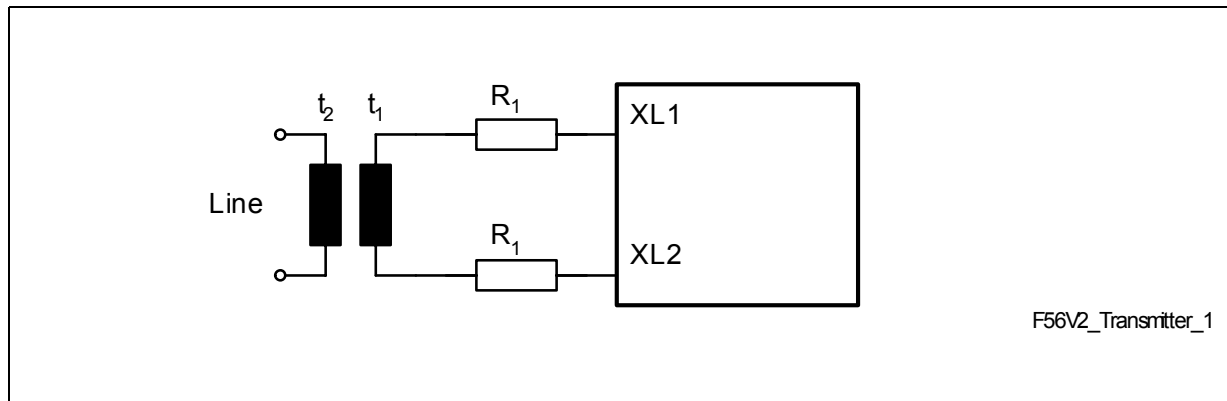 t2 t1
R1
XL1
Line
R1
XL2
F56V2_Transmitter_1